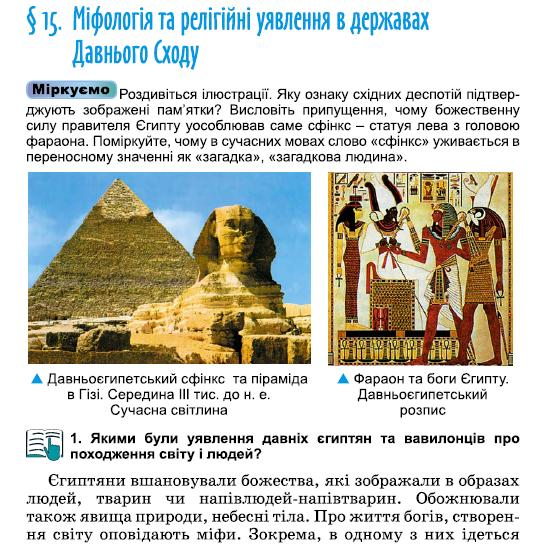 § 15. Міфологія та релігійні уявлення в державах
Давнього Сходу
Міркуємо Роздивіться ілюстрації. Яку ознаку східних деспотій підтвер-
джують зображені пам'ятки? Висловіть припущення, чому божественну
силу правителя Єгипту уособлював саме сфінкс – статуя лева з головою
фараона. Поміркуйте, чому в сучасних мовах слово «сфінкс» уживається в
переносному значенні як «загадка», «загадкова людина».
▲ Давньоєгипетський сфінкс та піраміда
в Гізі. Середина III тис. до н. е.
Сучасна світлина
▲ Фараон та боги Єгипту.
Давньоєгипетський
розпис
1. Якими були уявлення давніх єгиптян та вавилонців про
походження світу і людей?
Єгиптяни вшановували божества, які зображали в образах
людей, тварин чи напівлюдей-напівтварин. Обожнювали
також явища природи, небесні тіла. Про життя богів, створен-
ня світу оповідають міфи. Зокрема, в одному з них ідеться